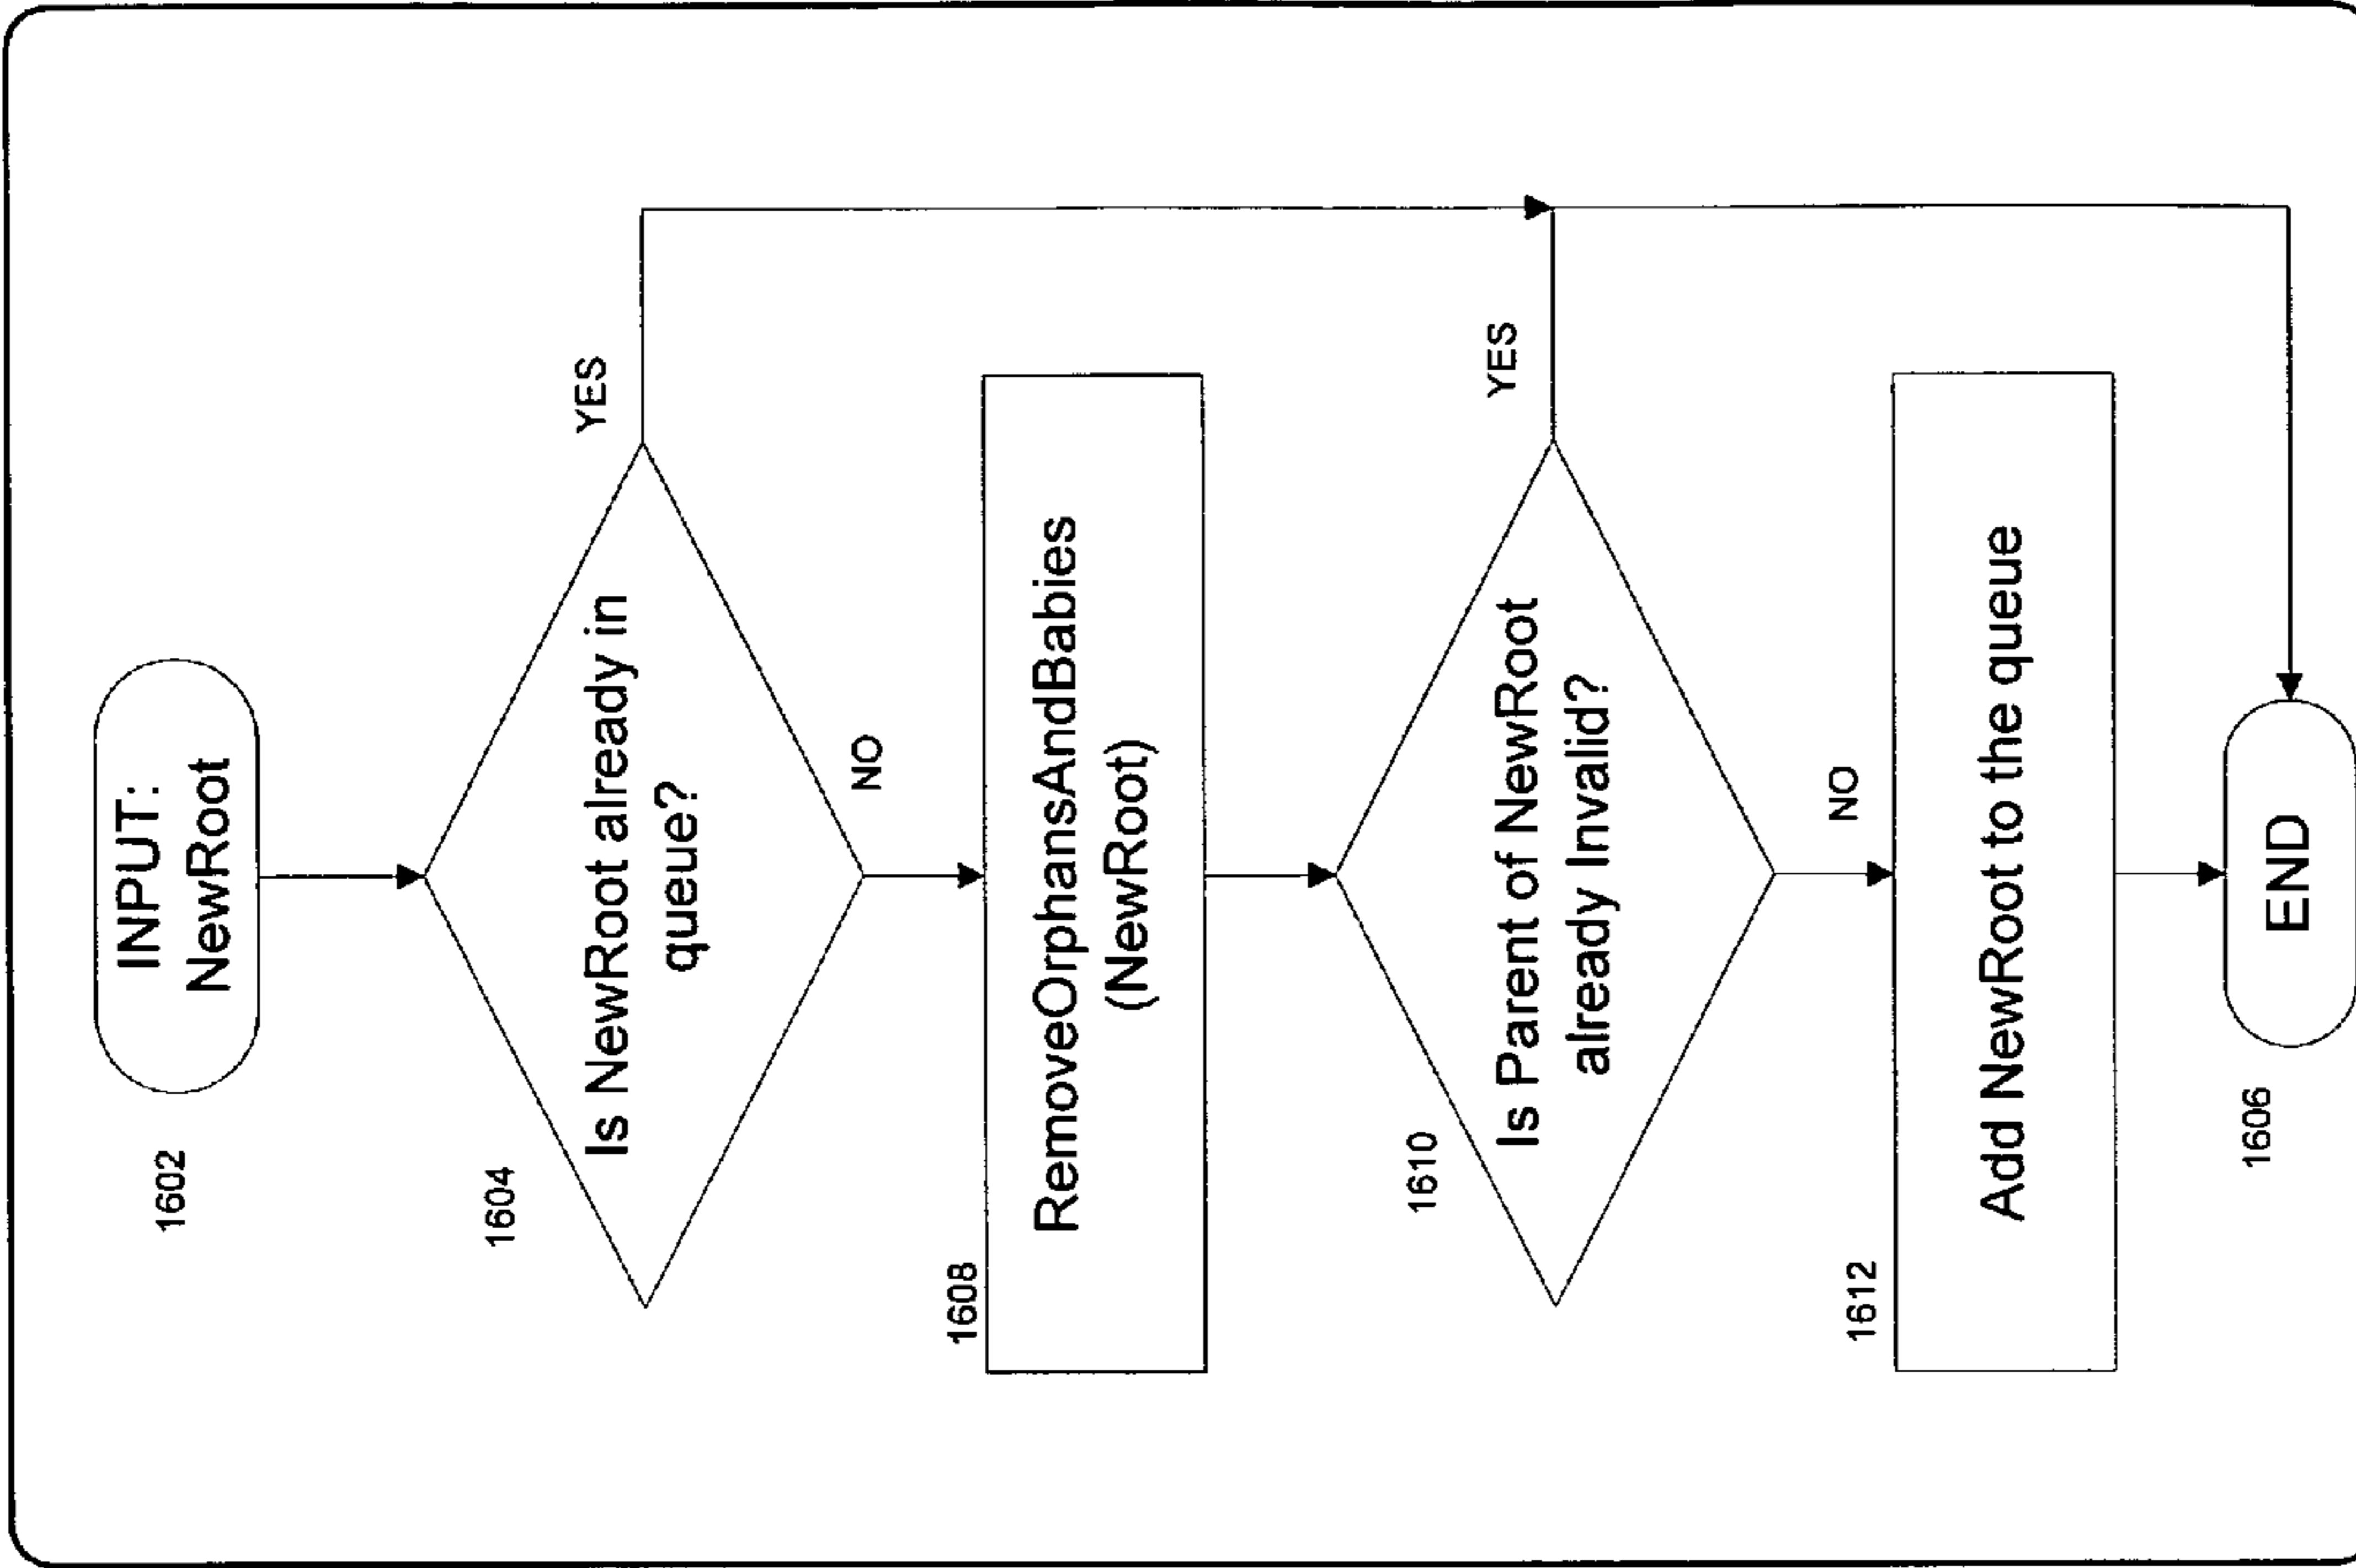 1602
INPUT:
NewRoot
1604
Is NewRoot already in
queue?
YES
NO
1608
RemoveOrphansAndBabies
(NewRoot)
1610
Is Parent of NewRoot
already Invalid?
YES
NO
1612
Add NewRoot to the queue
1606
END